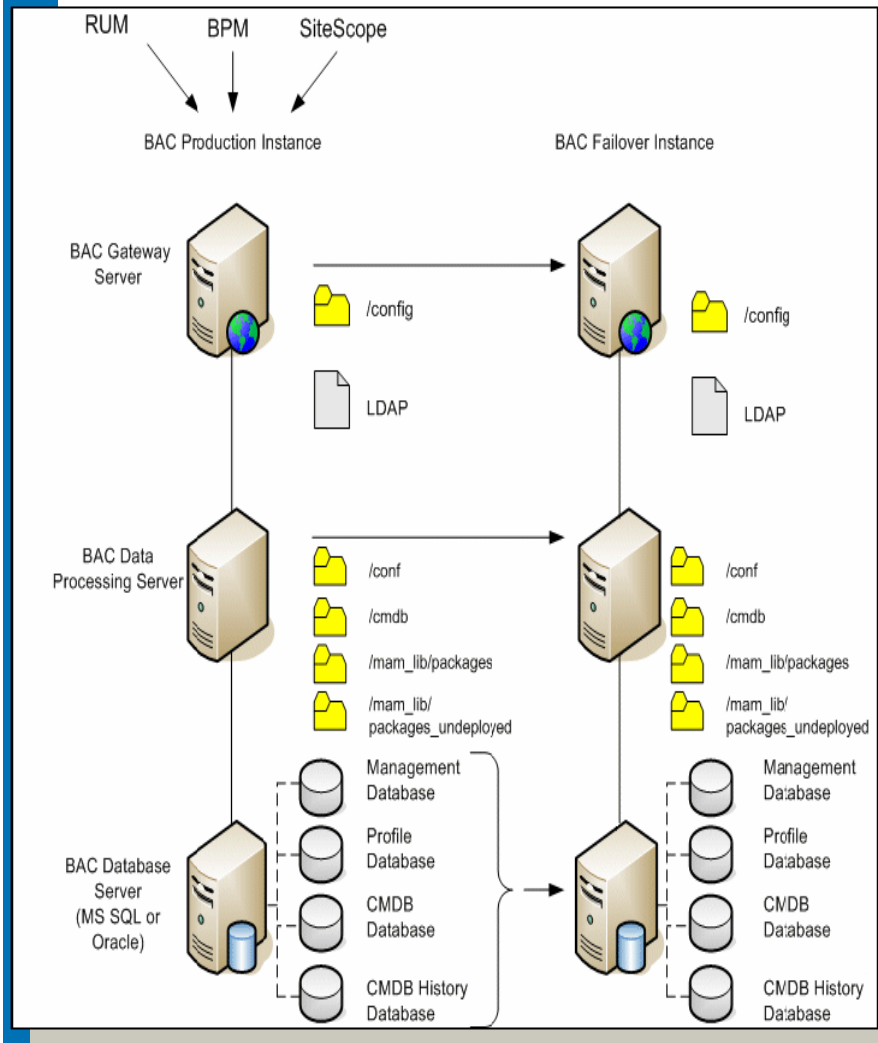 RUM
BPM
SiteScope
BAC Production Instance
BAC Failover Instance
BAC Gateway
Server
/config
/config
LDAP
LDAP
BAC Data
Processing Server
/conf
/cmdb
/mam_lib/packages
/mam_lib/
packages_undeployed
/conf
/cmdb
/mam_lib/packages
/mam_lib/
packages_undeployed
BAC Database
Server
(MS SQL or
Oracle)
Management
Database
Profile
Database
CMDB
Database
CMDB History
Database
Management
Database
Profile
Database
CMDB
Database
CMDB History
Database